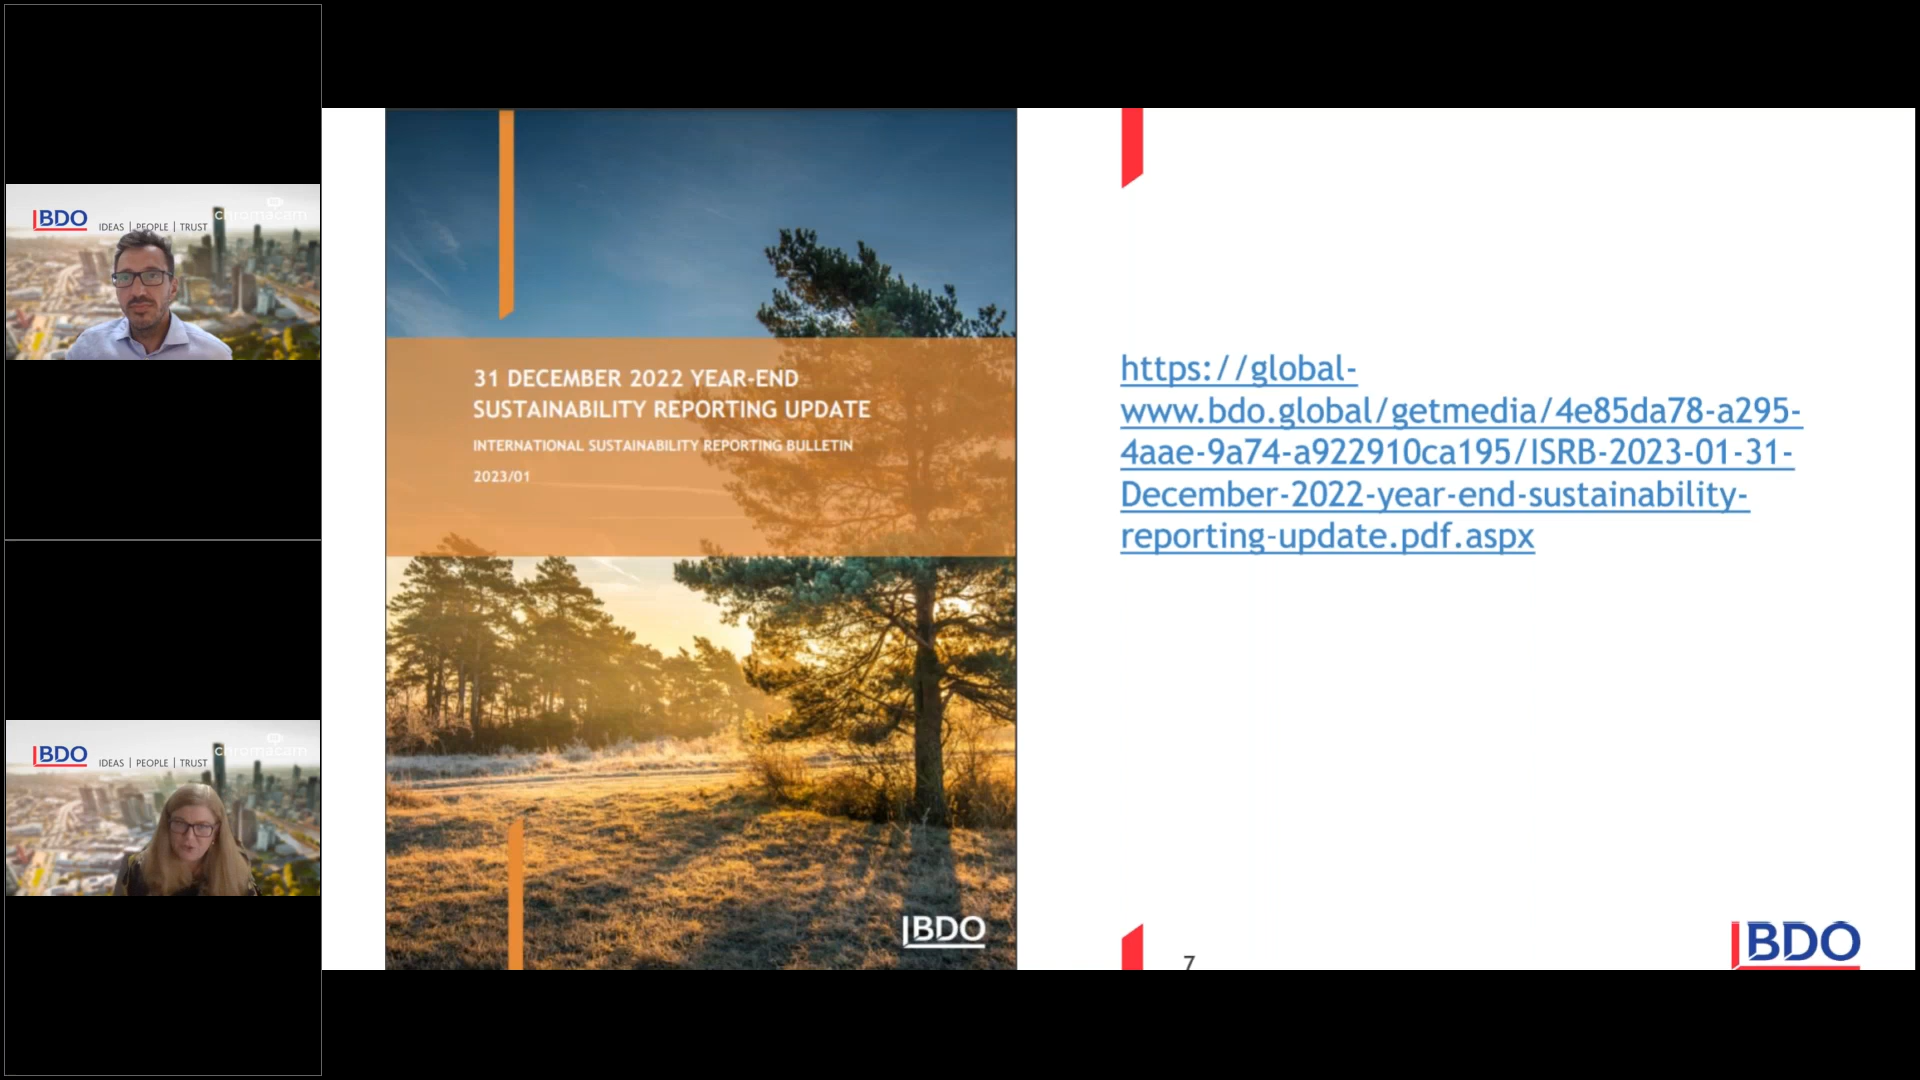 BDO
IDEAS | PEOPLE | TRUST
chromacam
BDO
IDEAS | PEOPLE | TRUST
chromacam
31 DECEMBER 2022 YEAR-END
SUSTAINABILITY REPORTING UPDATE
INTERNATIONAL SUSTAINABILITY REPORTING BULLETIN
2023/01
BDO
https://global-
www.bdo.global/getmedia/4e85da78-a295-
4aae-9a74-a922910ca195/ISRB-2023-01-31-
December-2022-year-end-sustainability-
reporting-update.pdf.aspx
7
BDO